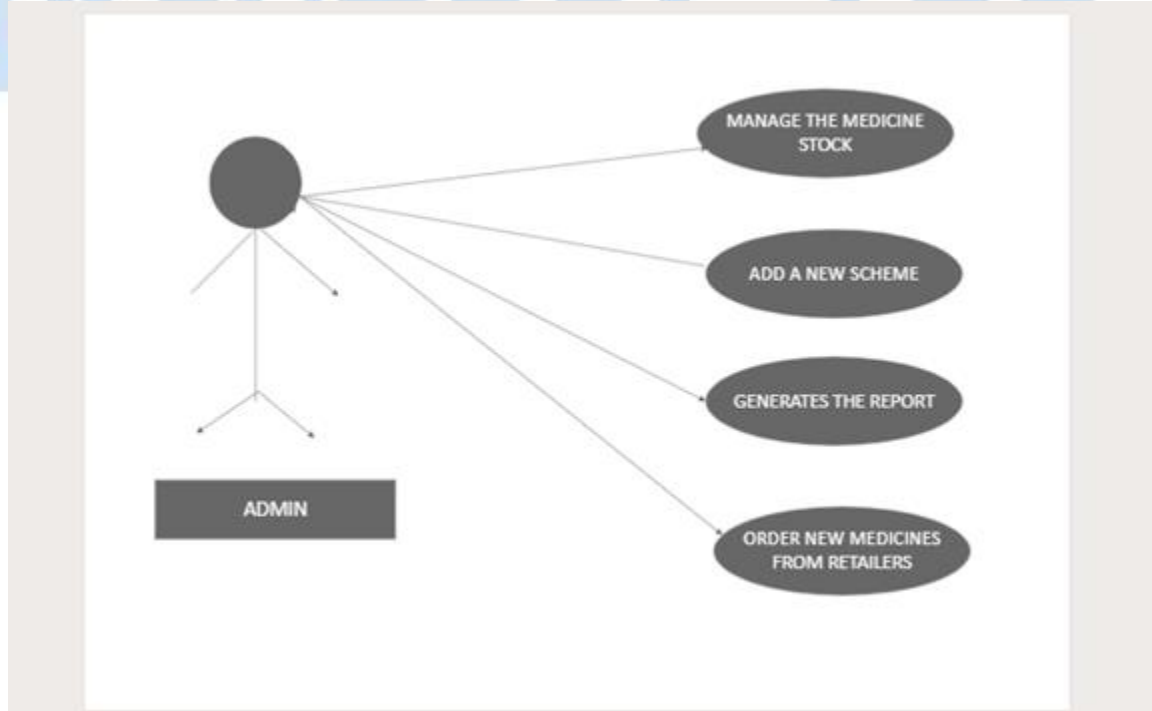 MANAGE THE MEDICINE
STOCK
ADD A NEW SCHEME
GENERATES THE REPORT
ADMIN
ORDER NEW MEDICINES
FROM RETAILERS